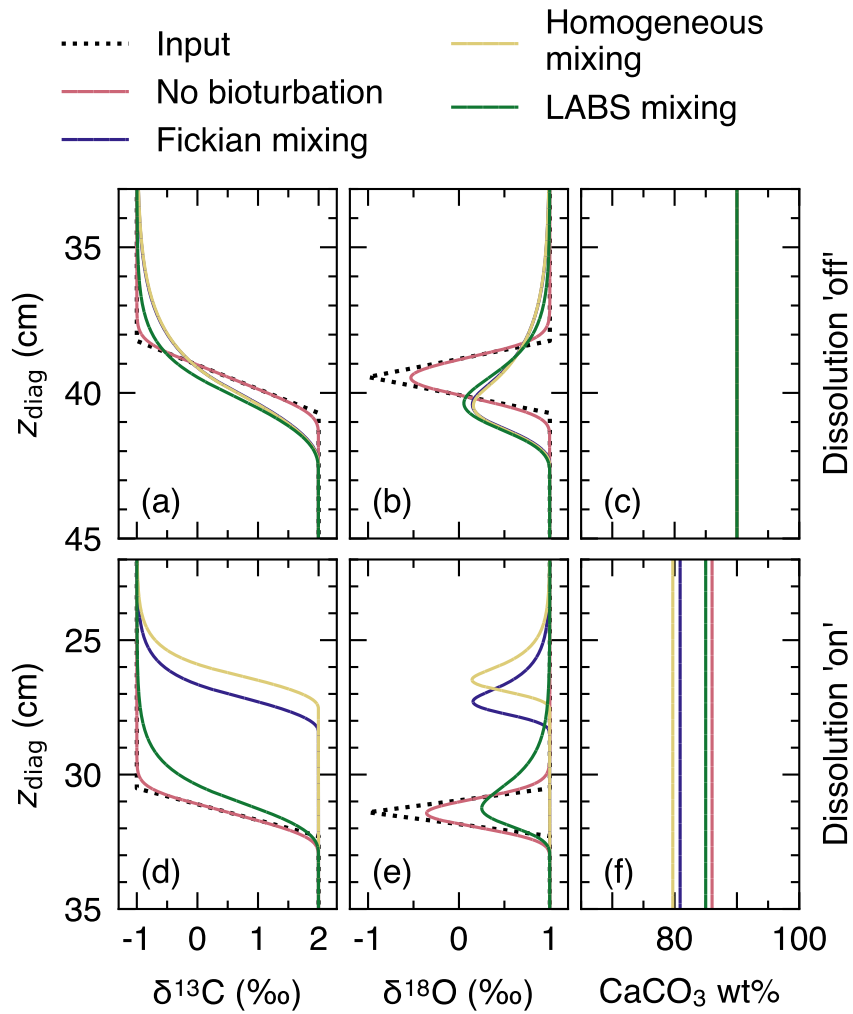 Input
No bioturbation
Fickian mixing
Homogeneous
mixing
LABS mixing
35
40
45
z_diag (cm)
(a)
(b)
(c)
Dissolution 'off'
25
30
35
z_diag (cm)
(d)
(e)
(f)
Dissolution 'on'
-1 0 1 2
-1 0 1
80 100
δ¹³C (‰)
δ¹⁸O (‰)
CaCO₃ wt%